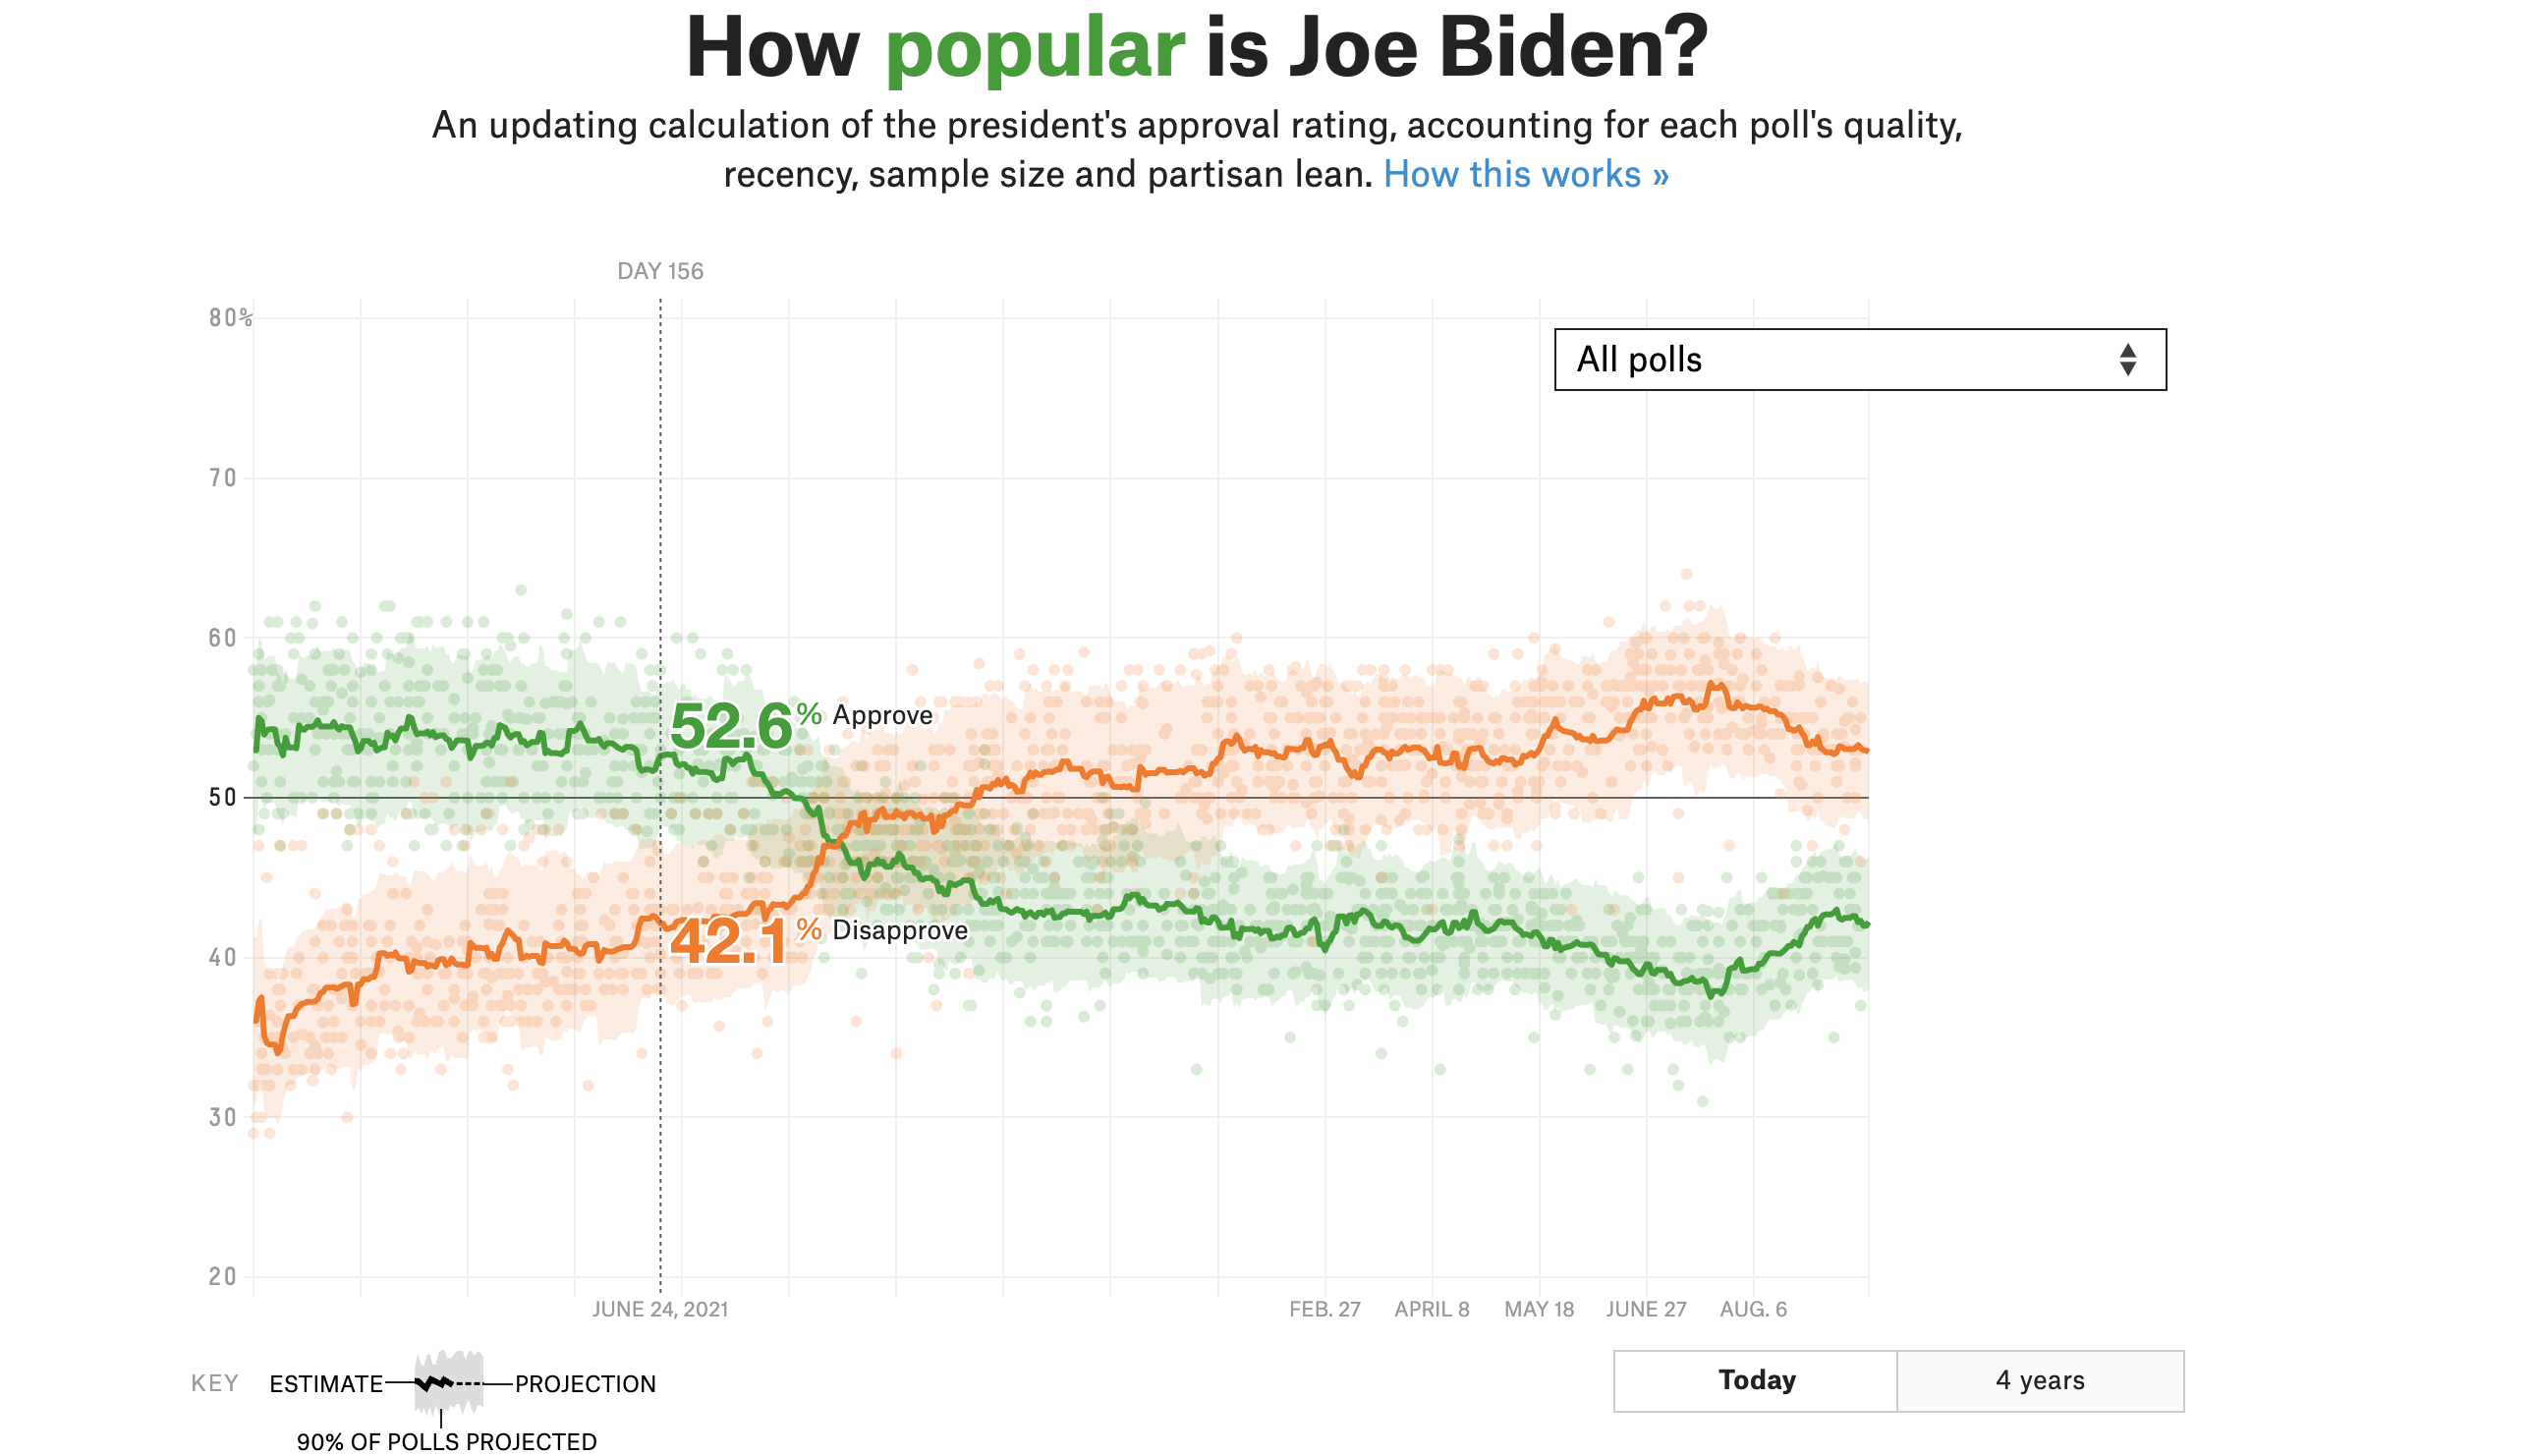 How popular is Joe Biden?
An updating calculation of the president's approval rating, accounting for each poll's quality,
recency, sample size and partisan lean. How this works »
DAY 156
80%
All polls
70
60
52.6% Approve
50
42.1% Disapprove
40
30
20
JUNE 24, 2021 FEB. 27 APRIL 8 MAY 18 JUNE 27 AUG. 6
KEY ESTIMATE PROJECTION Today 4 years
90% OF POLLS PROJECTED